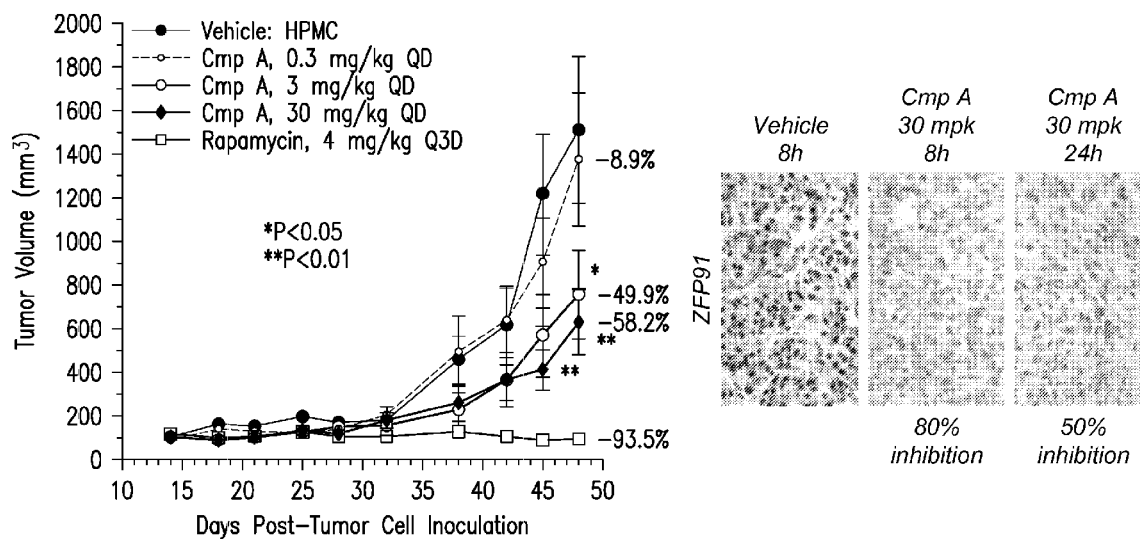 2000
1800
1600
1400
1200
1000
800
600
400
200
0
Tumor Volume (mm³)
Vehicle: HPMC
Cmp A, 0.3 mg/kg QD
Cmp A, 3 mg/kg QD
Cmp A, 30 mg/kg QD
Rapamycin, 4 mg/kg Q3D
*P<0.05
**P<0.01
-8.9%
*
-49.9%
-58.2%
**
**
-93.5%
10 15 20 25 30 35 40 45 50
Days Post-Tumor Cell Inoculation
Vehicle
8h
Cmp A
30 mpk
8h
Cmp A
30 mpk
24h
ZFP91
80%
inhibition
50%
inhibition